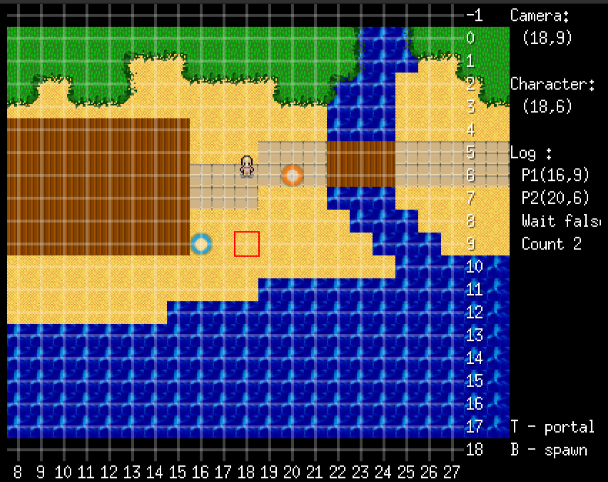 Camera:
(18,9)
Character:
(18,6)
Log :
P1(16,9)
P2(20,6)
Wait fals
Count 2
T - portal
B - spawn
-1
0
1
2
3
4
5
6
7
8
9
10
11
12
13
14
15
16
17
18
8 9 10 11 12 13 14 15 16 17 18 19 20 21 22 23 24 25 26 27